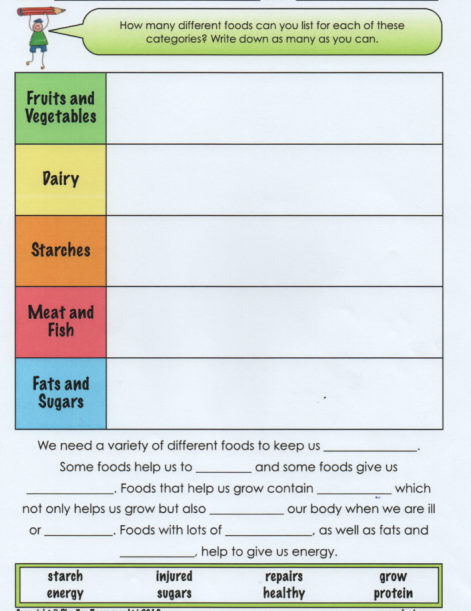 How many different foods can you list for each of these
categories? Write down as many as you can.
Fruits and
Vegetables
Dairy
Starches
Meat and
Fish
Fats and
Sugars
We need a variety of different foods to keep us ______________.
Some foods help us to ________ and some foods give us
_____________. Foods that help us grow contain ___________ which
not only helps us grow but also ___________ our body when we are ill
or __________. Foods with lots of _____________, as well as fats and
___________, help to give us energy.
starch injured repairs grow
energy sugars healthy protein